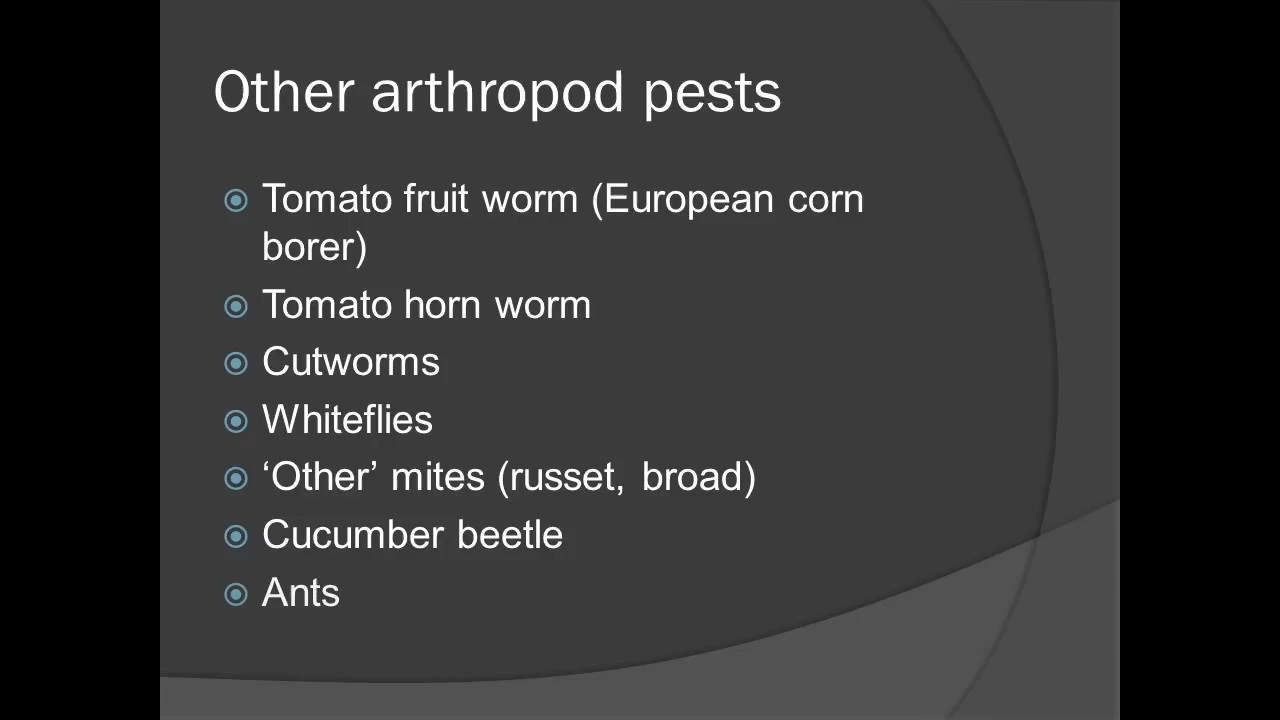 Other arthropod pests
Tomato fruit worm (European corn
borer)
Tomato horn worm
Cutworms
Whiteflies
‘Other’ mites (russet, broad)
Cucumber beetle
Ants